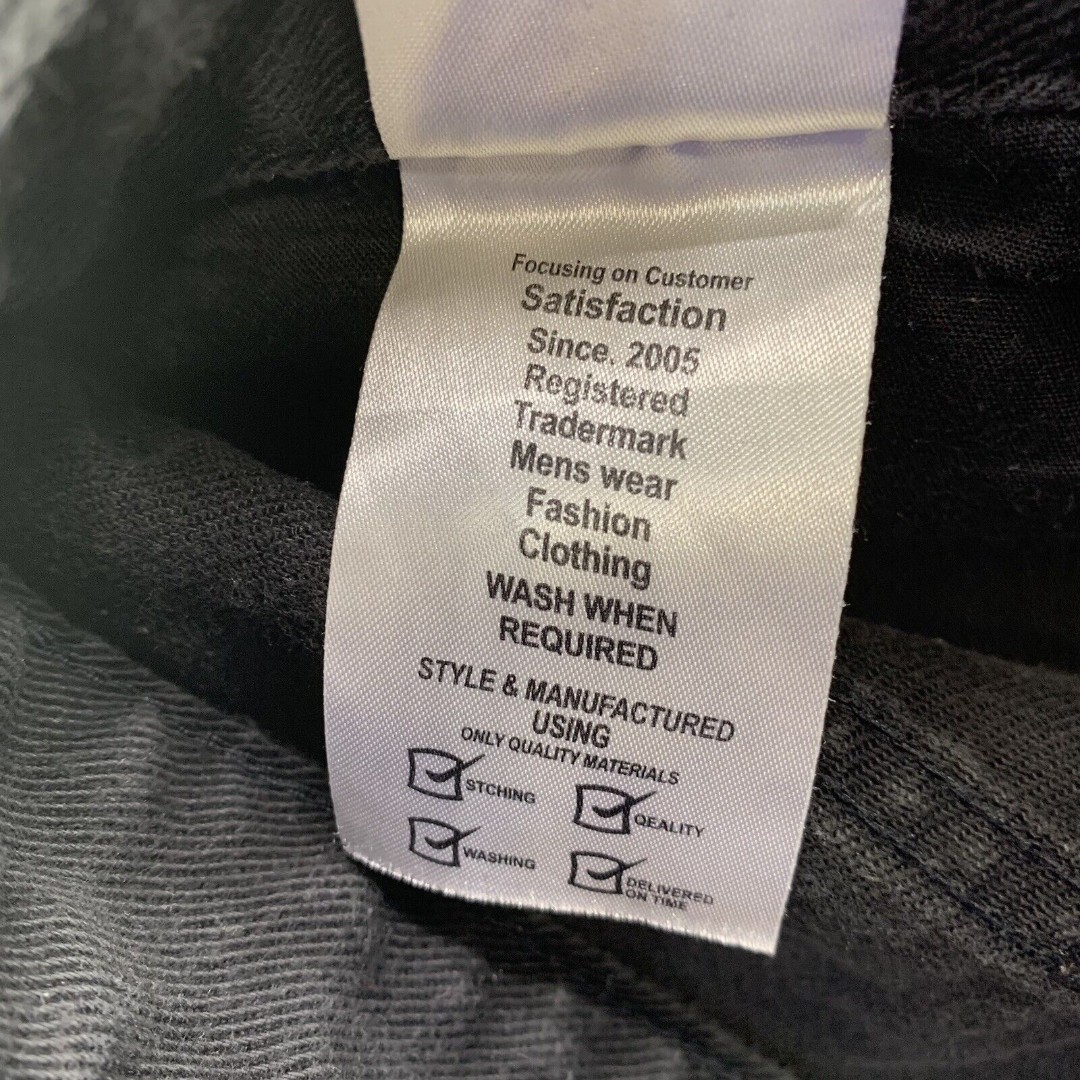 Focusing on Customer
Satisfaction
Since. 2005
Registered
Tradermark
Mens wear
Fashion
Clothing
WASH WHEN
REQUIRED
STYLE & MANUFACTURED
USING
ONLY QUALITY MATERIALS
STCHING
QEALITY
WASHING
DELIVERED
ON TIME